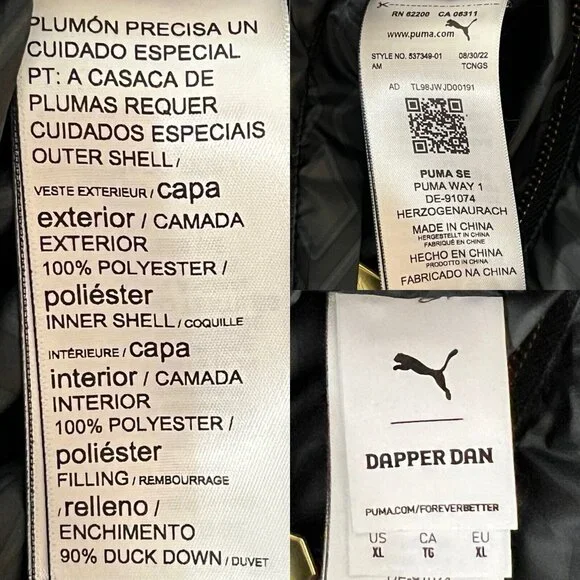 PLUMÓN PRECISA UN
CUIDADO ESPECIAL
PT: A CASACA DE
PLUMAS REQUER
CUIDADOS ESPECIAIS
OUTER SHELL/
VESTE EXTERIEUR/capa
exterior / CAMADA
EXTERIOR
100% POLYESTER /
poliéster
INNER SHELL / COQUILLE
INTÉRIEURE / capa
interior / CAMADA
INTERIOR
100% POLYESTER /
poliéster
FILLING / REMBOURRAGE
/relleno /
ENCHIMENTO
90% DUCK DOWN / DUVET
RN 62200 CA 06311
www.puma.com
STYLE NO. 537349-01 08/30/22
AM TCNGS
AD TL98JWJD00191
PUMA SE
PUMA WAY 1
DE-91074
HERZOGENAURACH
MADE IN CHINA
HERGESTELLT IN CHINA
FABRIQUÉ EN CHINE
HECHO EN CHINA
PRODOTTO IN CHINA
FABRICADO NA CHINA
DAPPER DAN
PUMA.COM/FOREVERBETTER
US CA EU
XL TG XL